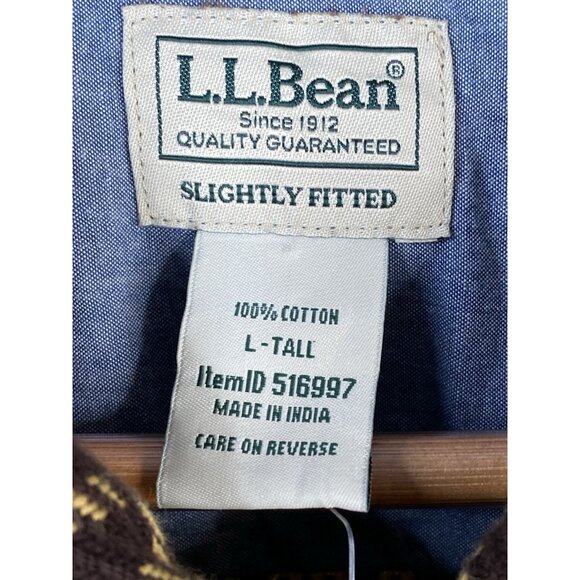 L.L.Bean®
Since 1912
QUALITY GUARANTEED
SLIGHTLY FITTED
100% COTTON
L-TALL
ItemID 516997
MADE IN INDIA
CARE ON REVERSE